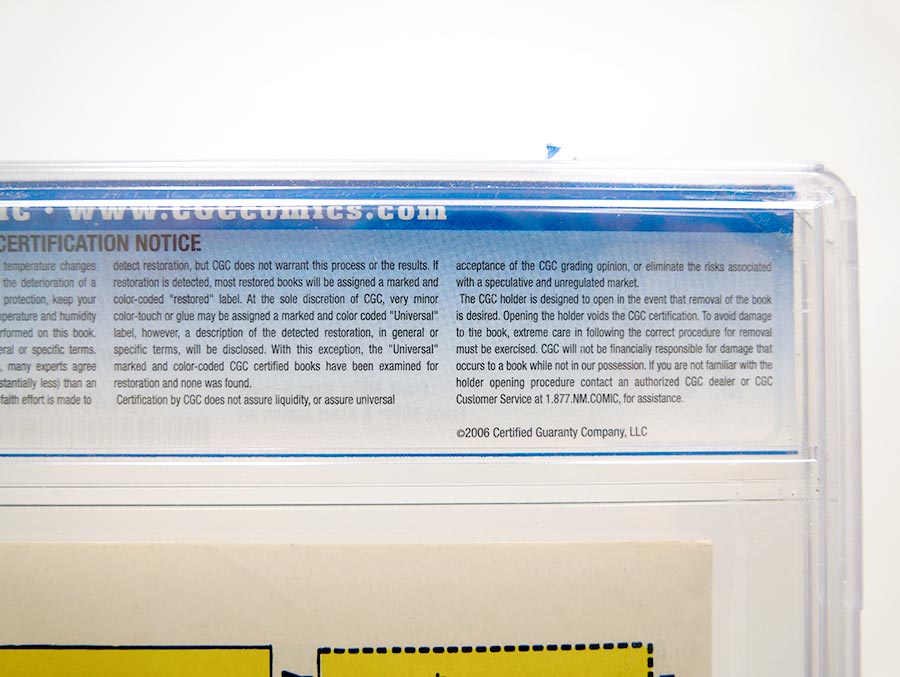 • www.cgccomics.com
CERTIFICATION NOTICE
temperature changes
the deterioration of a
protection, keep your
and humidity
on this book.
or specific terms.
, many experts agree
less) than an
faith effort is made to
detect restoration, but CGC does not warrant this process or the results. If
restoration is detected, most restored books will be assigned a marked and
color-coded "restored" label. At the sole discretion of CGC, very minor
color-touch or glue may be assigned a marked and color coded "Universal"
label, however, a description of the detected restoration, in general or
specific terms, will be disclosed. With this exception, the "Universal"
marked and color-coded CGC certified books have been examined for
restoration and none was found.
Certification by CGC does not assure liquidity, or assure universal
acceptance of the CGC grading opinion, or eliminate the risks associated
with a speculative and unregulated market.
The CGC holder is designed to open in the event that removal of the book
is desired. Opening the holder voids the CGC certification. To avoid damage
to the book, extreme care in following the correct procedure for removal
must be exercised. CGC will not be financially responsible for damage that
occurs to a book while not in our possession. If you are not familiar with the
holder opening procedure contact an authorized CGC dealer or CGC
Customer Service at 1.877.NM.COMIC, for assistance.
©2006 Certified Guaranty Company, LLC